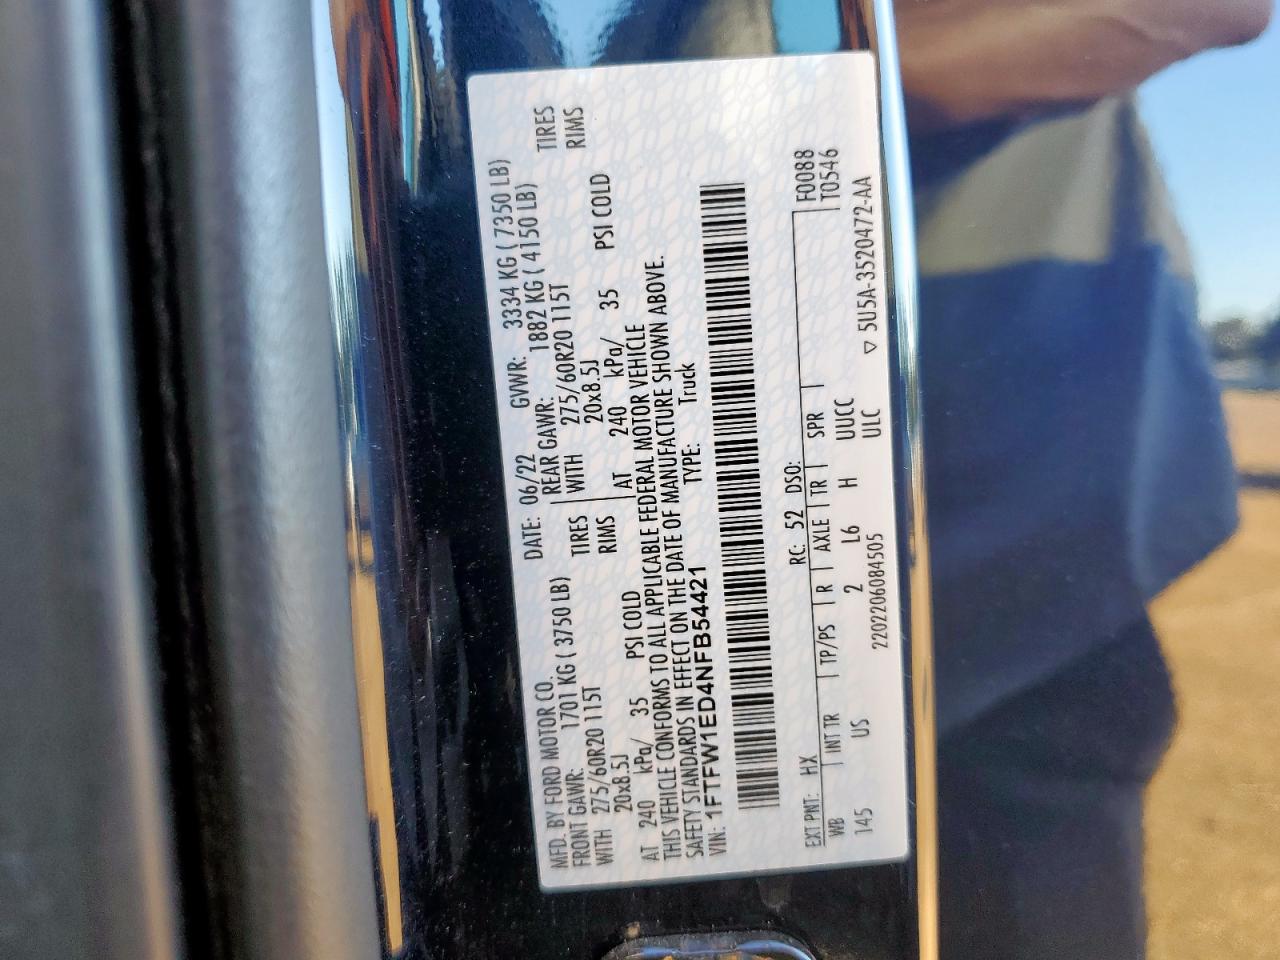 MFD. BY FORD MOTOR CO. DATE: 06/22 GVWR: 3334 KG ( 7350 LB)
FRONT GAWR: 1701 KG ( 3750 LB) REAR GAWR: 1882 KG ( 4150 LB)
WITH 275/60R20 115T TIRES WITH 275/60R20 115T TIRES
20x8.5J RIMS 20x8.5J RIMS
AT 240 kPa/ 35 PSI COLD AT 240 kPa/ 35 PSI COLD
THIS VEHICLE CONFORMS TO ALL APPLICABLE FEDERAL MOTOR VEHICLE
SAFETY STANDARDS IN EFFECT ON THE DATE OF MANUFACTURE SHOWN ABOVE.
VIN: 1FTFW1ED4NFB54421 TYPE: Truck
EXT PNT: HX RC: 52 DSO: F0088
WB INT TR TP/PS R AXLE TR SPR T0546
145 US 2 L6 H UUCC
2202206084505 ULC ▽ 5U5A-3520472-AA